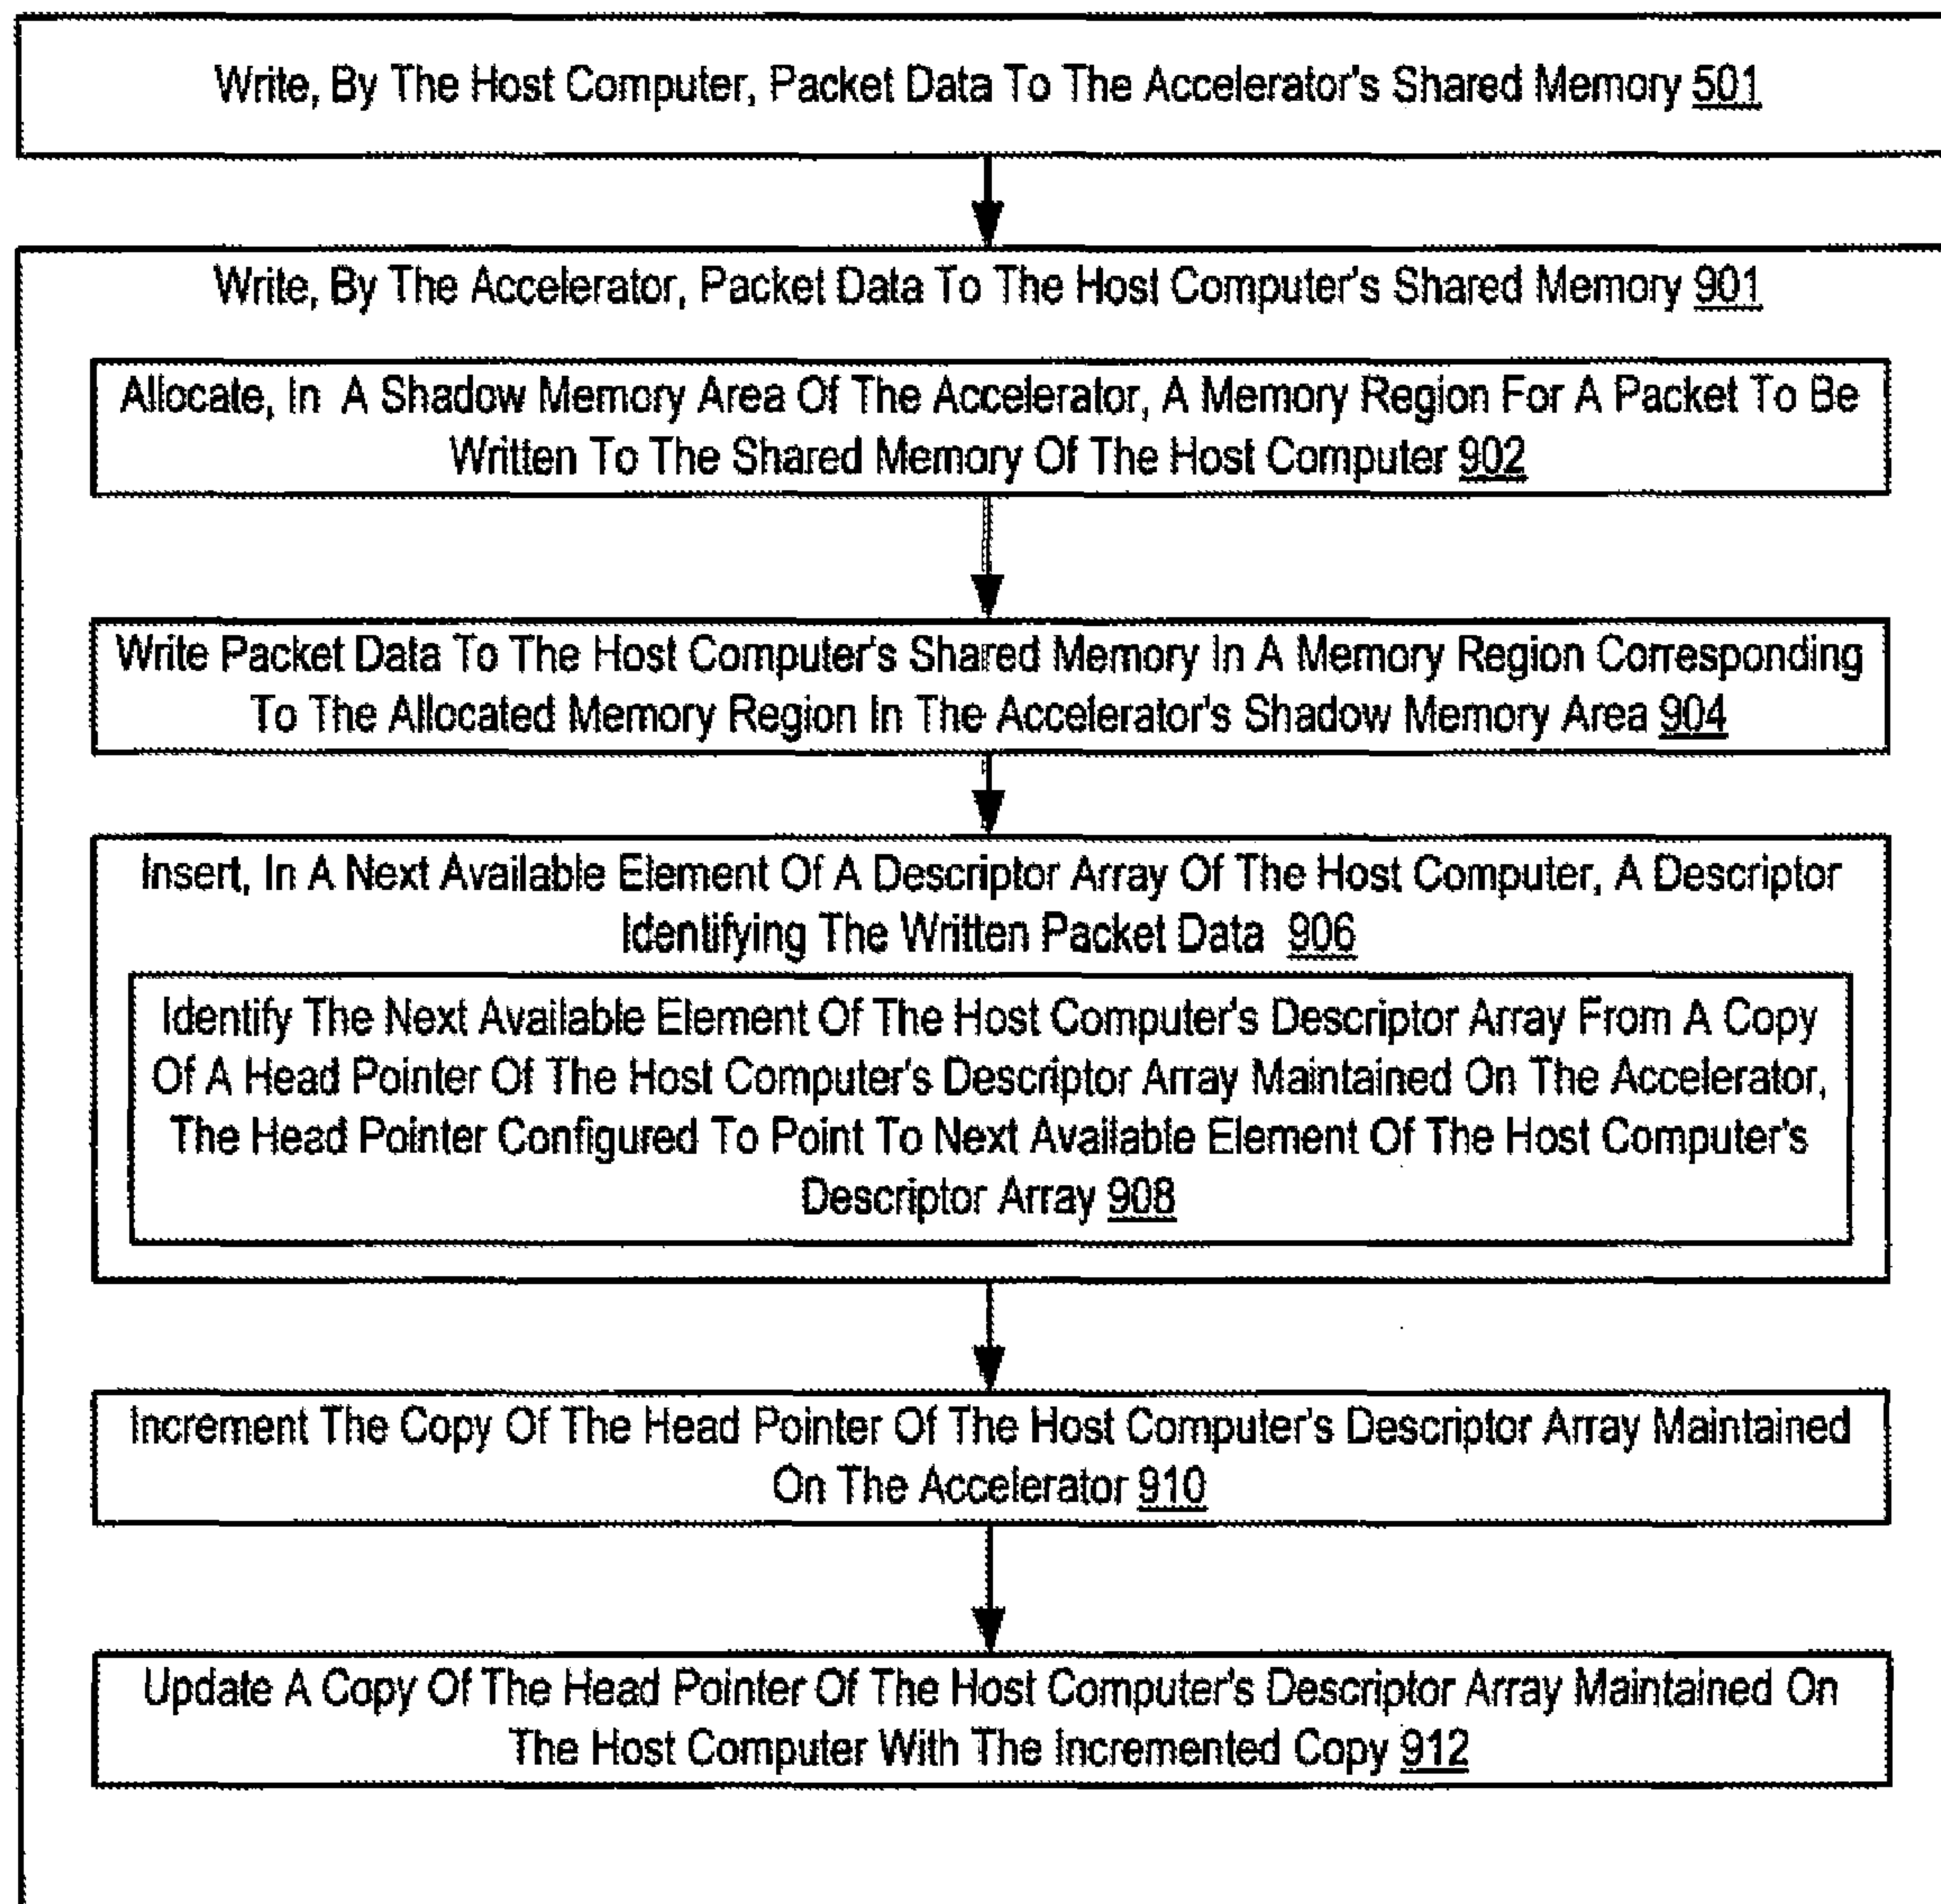 Write, By The Host Computer, Packet Data To The Accelerator's Shared Memory 501
Write, By The Accelerator, Packet Data To The Host Computer's Shared Memory 901
Allocate, In A Shadow Memory Area Of The Accelerator, A Memory Region For A Packet To Be
Written To The Shared Memory Of The Host Computer 902
Write Packet Data To The Host Computer's Shared Memory In A Memory Region Corresponding
To The Allocated Memory Region In The Accelerator's Shadow Memory Area 904
Insert, In A Next Available Element Of A Descriptor Array Of The Host Computer, A Descriptor
Identifying The Written Packet Data 906
Identify The Next Available Element Of The Host Computer's Descriptor Array From A Copy
Of A Head Pointer Of The Host Computer's Descriptor Array Maintained On The Accelerator,
The Head Pointer Configured To Point To Next Available Element Of The Host Computer's
Descriptor Array 908
Increment The Copy Of The Head Pointer Of The Host Computer's Descriptor Array Maintained
On The Accelerator 910
Update A Copy Of The Head Pointer Of The Host Computer's Descriptor Array Maintained On
The Host Computer With The Incremented Copy 912